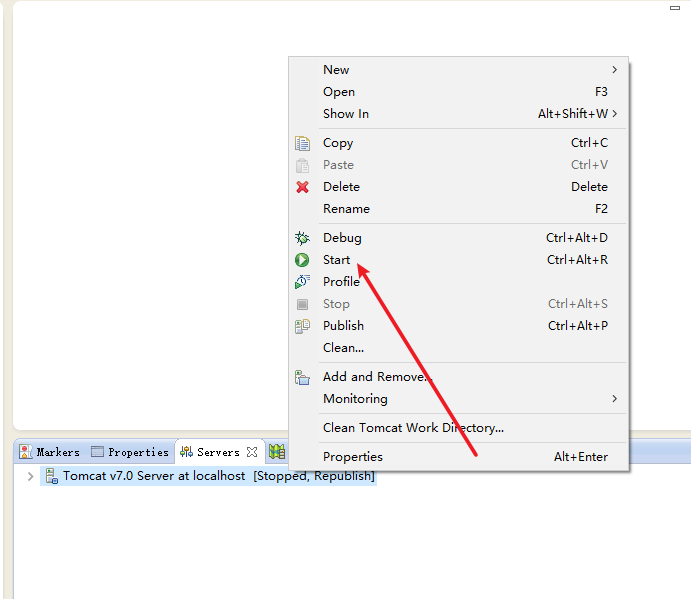 New
Open F3
Show In Alt+Shift+W
Copy Ctrl+C
Paste Ctrl+V
Delete Delete
Rename F2
Debug Ctrl+Alt+D
Start Ctrl+Alt+R
Profile
Stop Ctrl+Alt+S
Publish Ctrl+Alt+P
Clean...
Add and Remove...
Monitoring
Clean Tomcat Work Directory...
Properties Alt+Enter
Markers Properties Servers
Tomcat v7.0 Server at localhost [Stopped, Republish]